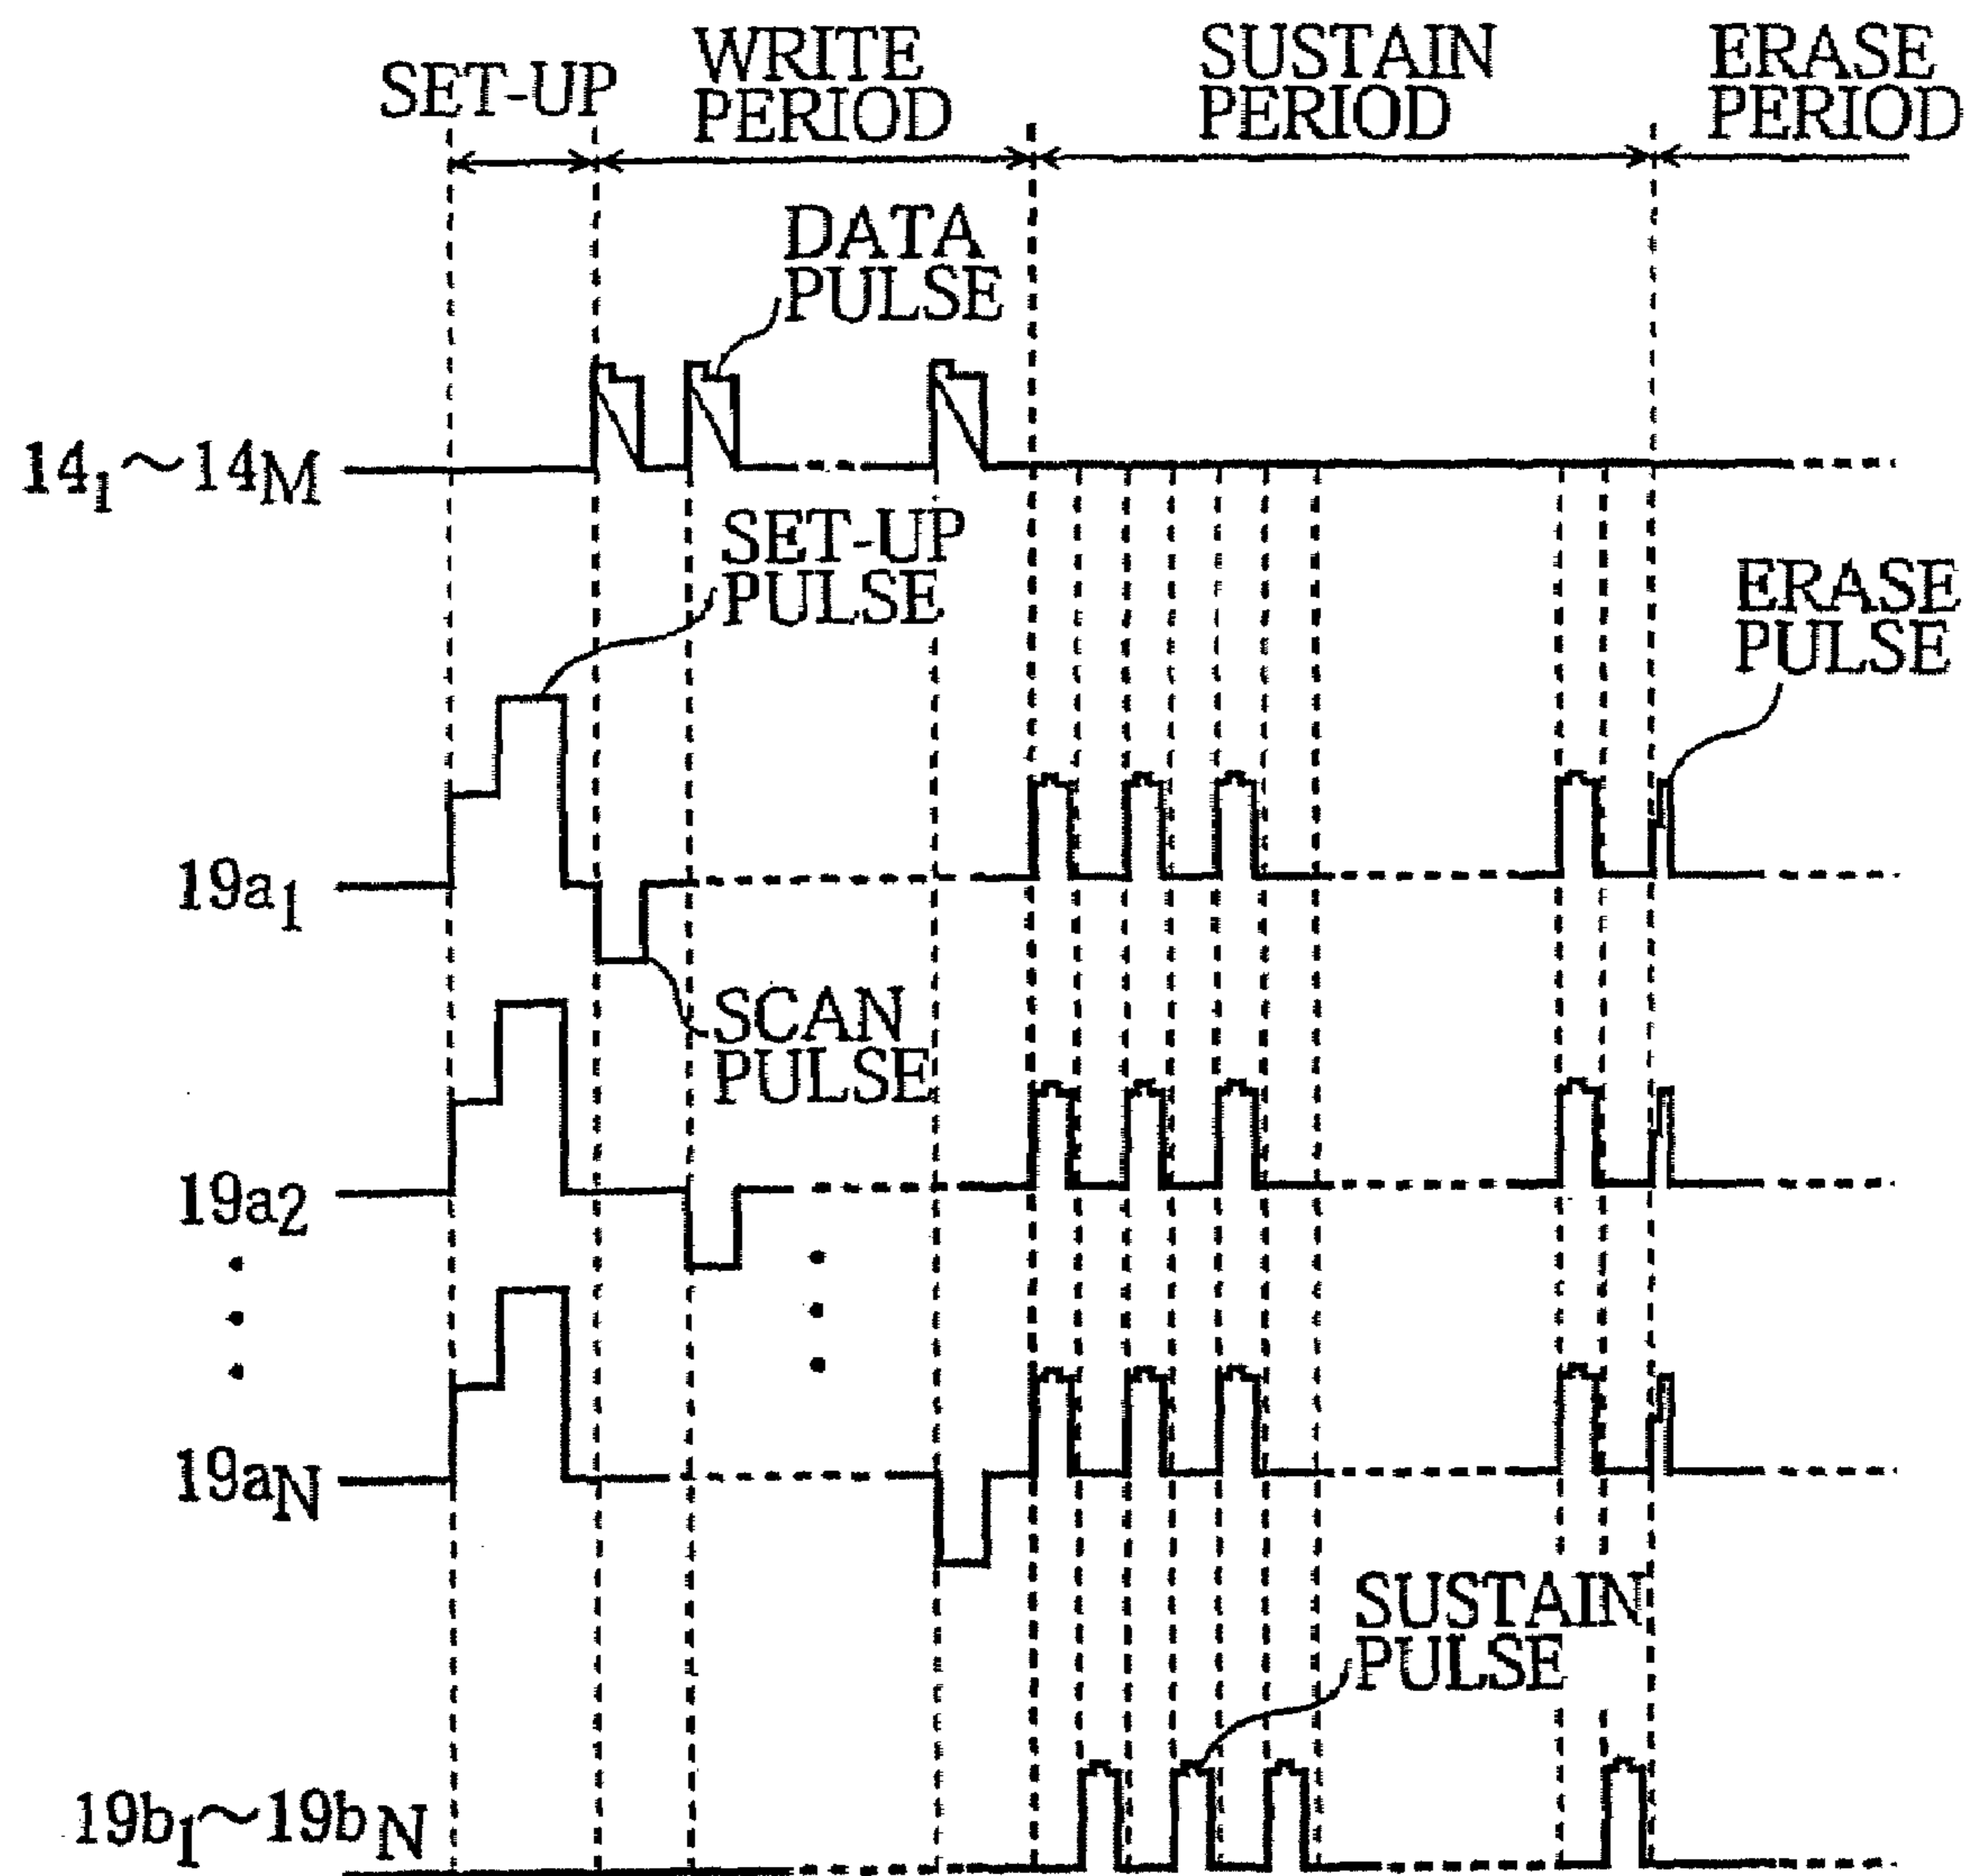 SET-UP
WRITE
PERIOD
SUSTAIN
PERIOD
ERASE
PERIOD
DATA
PULSE
14₁~14M
SET-UP
PULSE
ERASE
PULSE
19a₁
SCAN
PULSE
19a₂
19aN
SUSTAIN
PULSE
19b₁~19bN